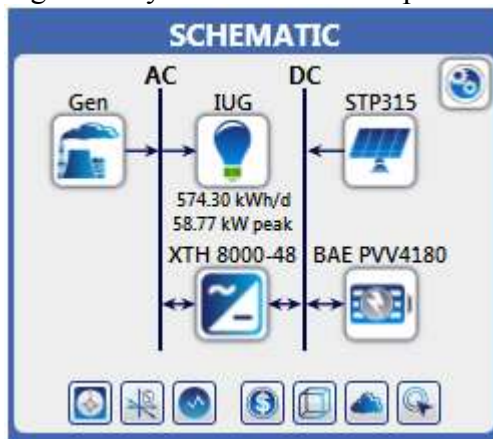 SCHEMATIC
AC DC
Gen IUG STP315
574.30 kWh/d
58.77 kW peak
XTH 8000-48 BAE PVV4180